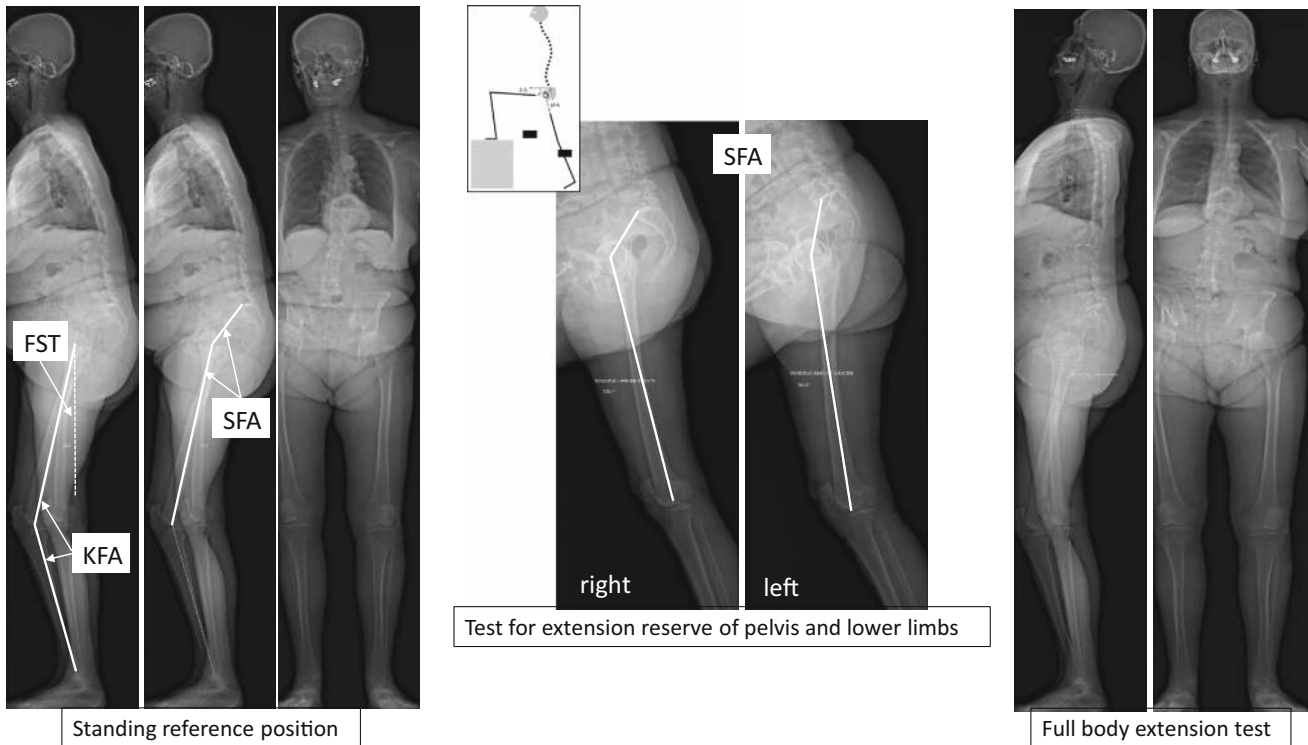 FST
SFA
KFA
Standing reference position
SFA
right
left
Test for extension reserve of pelvis and lower limbs
Full body extension test